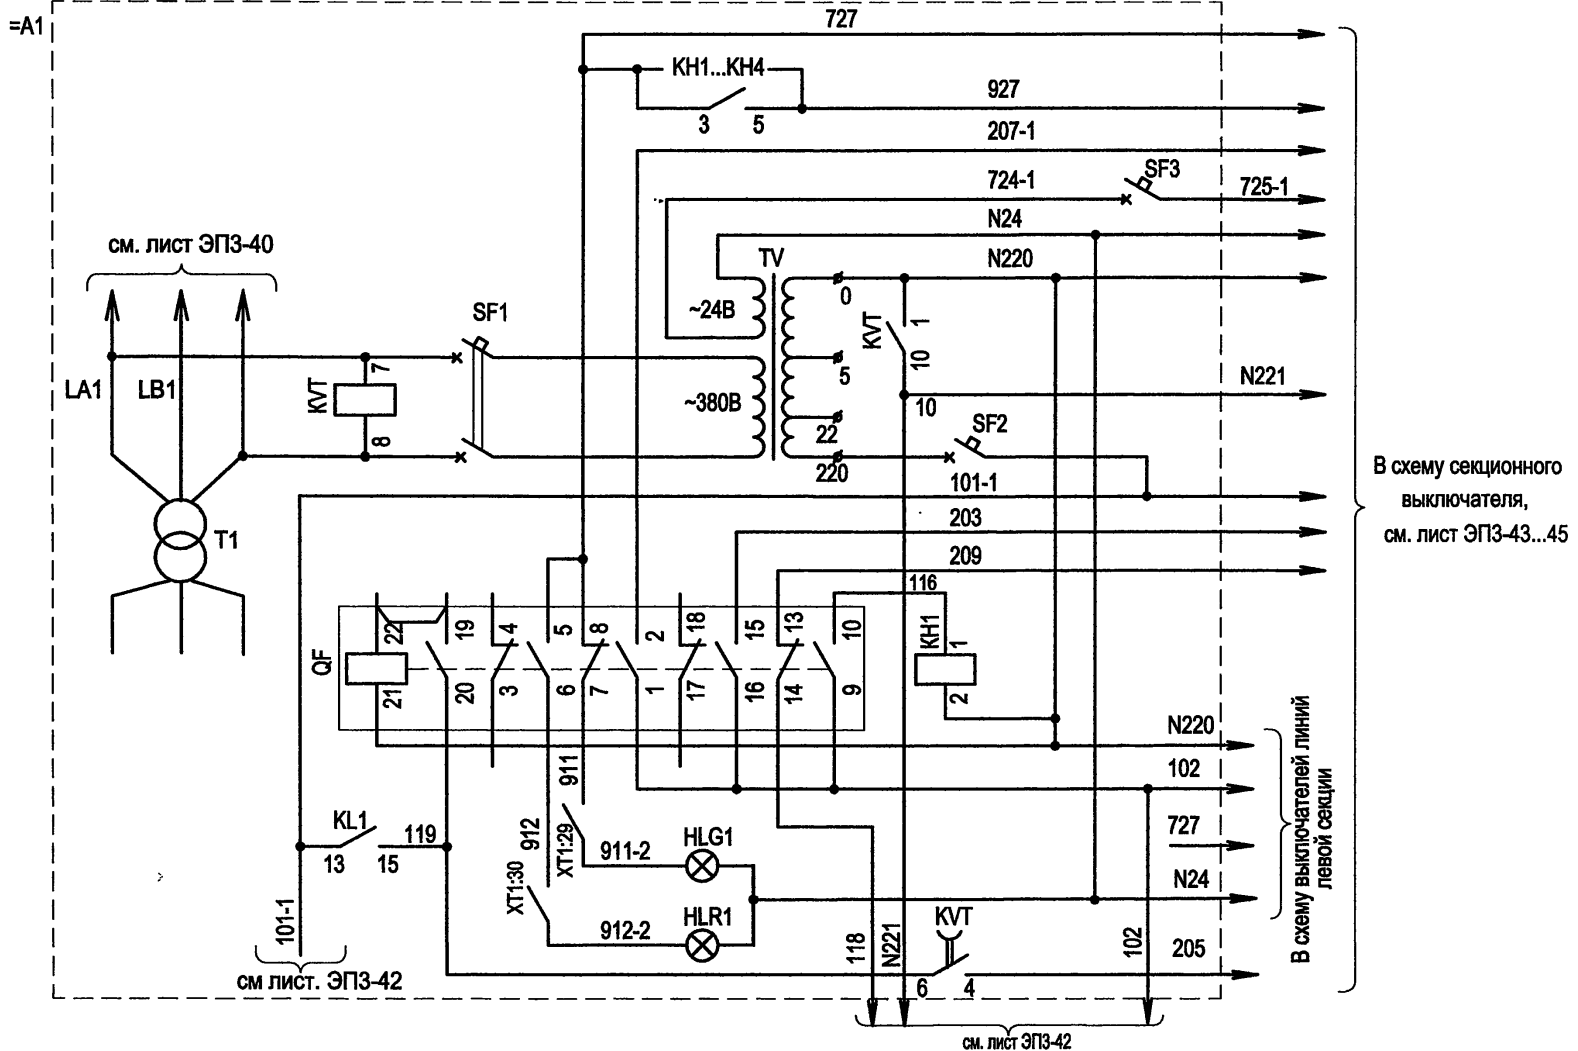 =A1
727
KH1...KH4
3 5
927
207-1
724-1
SF3
725-1
N24
N220
см. лист ЭПЗ-40
TV
0
~24В
SF1
KVT
1
10
5
LA1
LB1
KVT
7
8
~380В
N221
10
22
SF2
220
101-1
В схему секционного
выключателя,
см. лист ЭПЗ-43...45
203
T1
209
116
QF
22
19
4
5
8
2
18
15
13
10
KH1
1
21
20
3
6
7
1
17
16
14
9
2
N220
911
102
KL1
119
13 15
912
XT1:29
911-2
HLG1
727
XT1:30
N24
912-2
HLR1
KVT
101-1
118
N221
102
205
6 4
см лист. ЭПЗ-42
см. лист ЭПЗ-42
В схему выключателей линий
левой секции